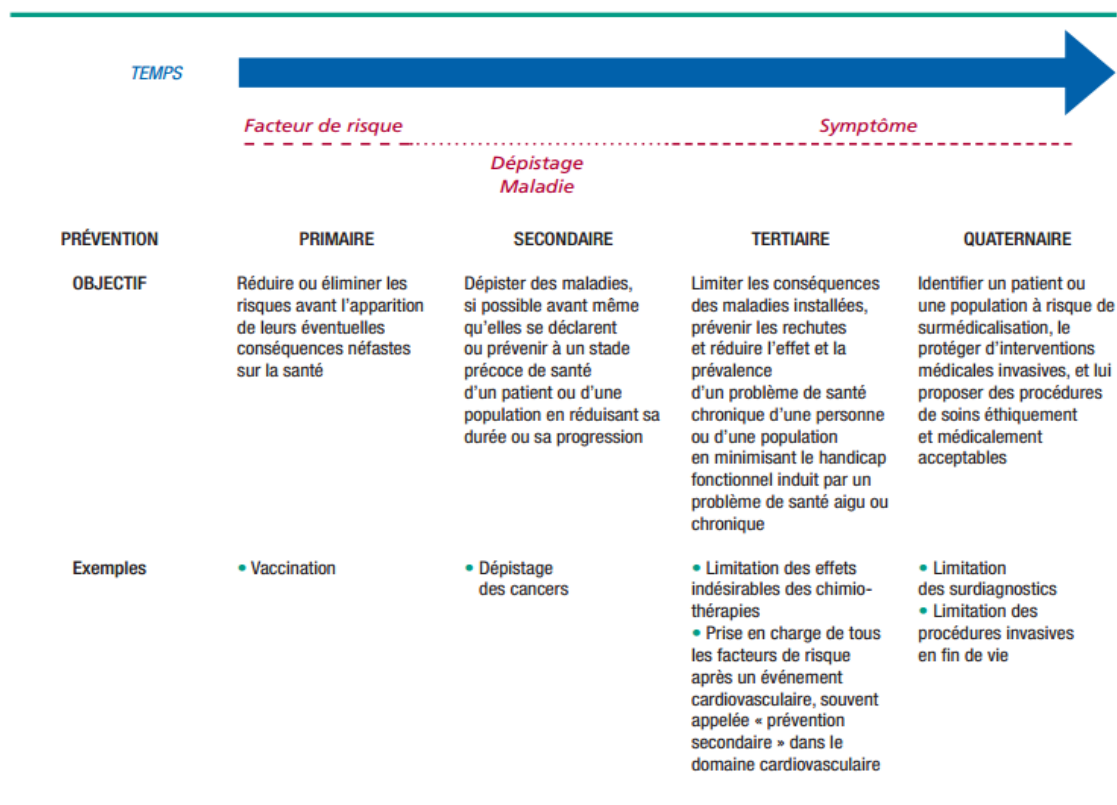 TEMPS
Facteur de risque
Symptôme
Dépistage
Maladie
PRÉVENTION
PRIMAIRE
SECONDAIRE
TERTIAIRE
QUATERNAIRE
OBJECTIF
Réduire ou éliminer les
risques avant l'apparition
de leurs éventuelles
conséquences néfastes
sur la santé
Dépister des maladies,
si possible avant même
qu'elles se déclarent
ou prévenir à un stade
précoce de santé
d'un patient ou d'une
population en réduisant sa
durée ou sa progression
Limiter les conséquences
des maladies installées,
prévenir les rechutes
et réduire l'effet et la
prévalence
d'un problème de santé
chronique d'une personne
ou d'une population
en minimisant le handicap
fonctionnel induit par un
problème de santé aigu ou
chronique
Identifier un patient ou
une population à risque de
surmédicalisation, le
protéger d'interventions
médicales invasives, et lui
proposer des procédures
de soins éthiquement
et médicalement
acceptables
Exemples
• Vaccination
• Dépistage
des cancers
• Limitation des effets
indésirables des chimio-
thérapies
• Prise en charge de tous
les facteurs de risque
après un événement
cardiovasculaire, souvent
appelée « prévention
secondaire » dans le
domaine cardiovasculaire
• Limitation
des surdiagnostics
• Limitation des
procédures invasives
en fin de vie